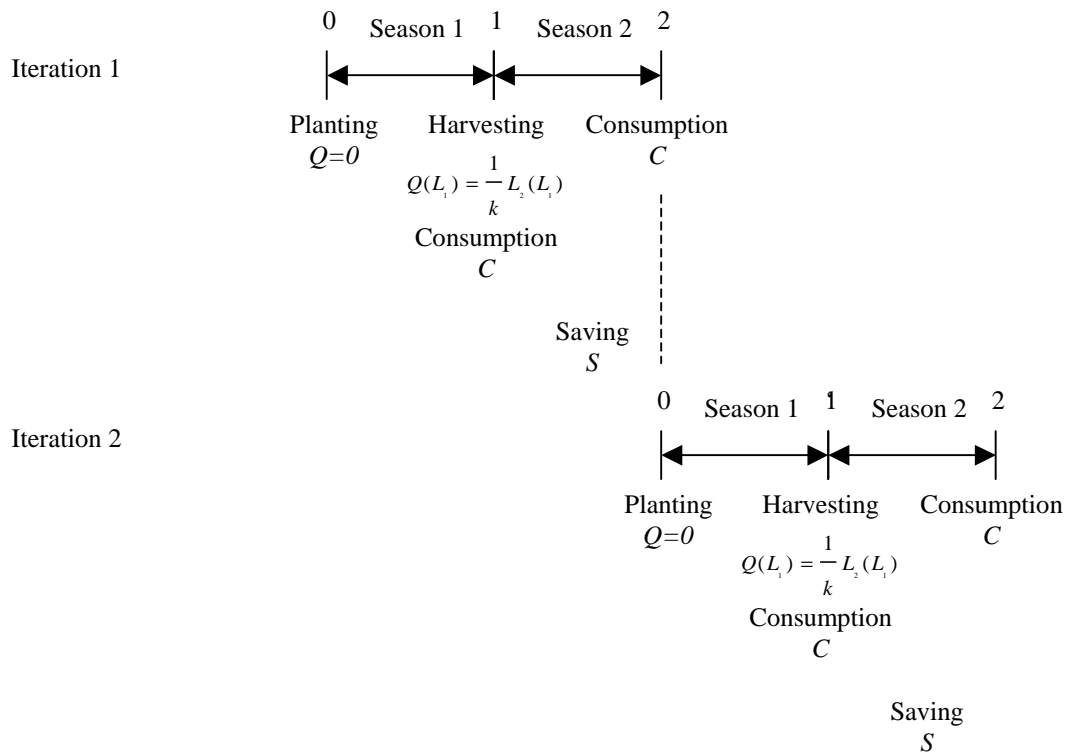 0 Season 1 1 Season 2 2
Iteration 1
Planting Harvesting Consumption
Q=0 C
Q(L₁) = 1/k L₂(L₁)
Consumption
C
Saving
S
0 Season 1 1 Season 2 2
Iteration 2
Planting Harvesting Consumption
Q=0 C
Q(L₁) = 1/k L₂(L₁)
Consumption
C
Saving
S